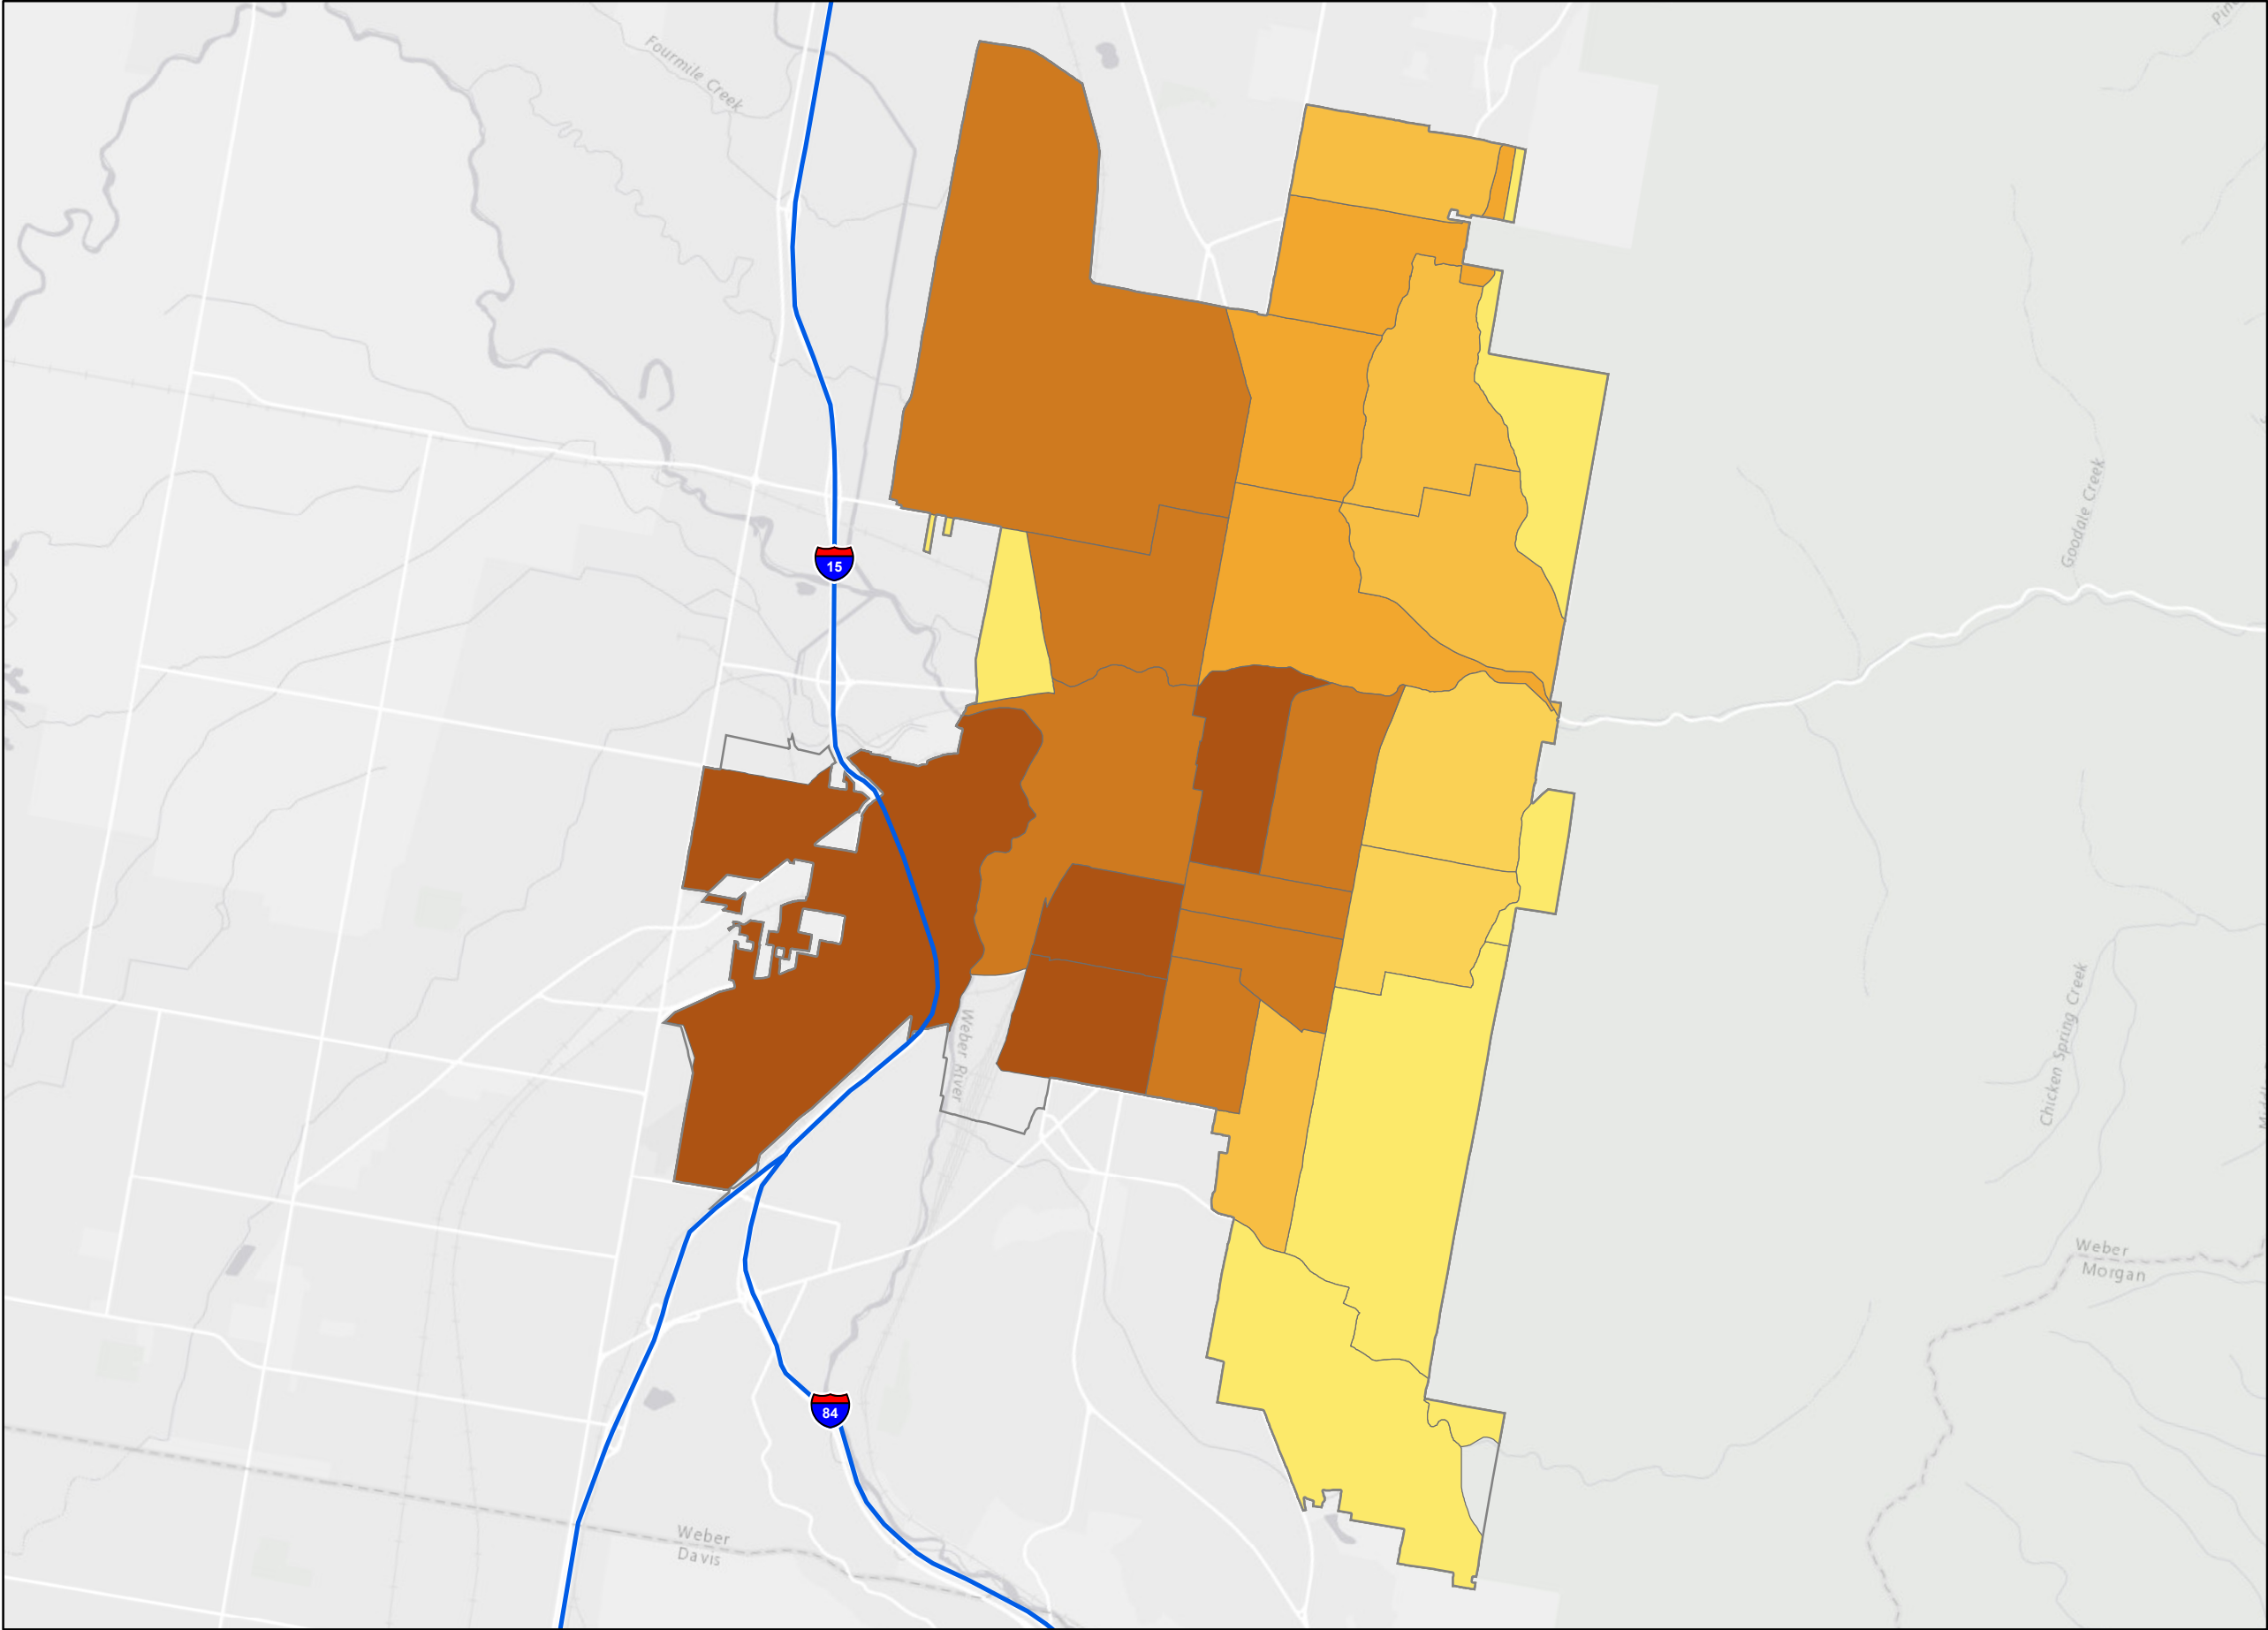 Fourmile Creek
15
Goodale Creek
Weber River
Chicken Spring Creek
Weber
Morgan
84
Weber
Davis